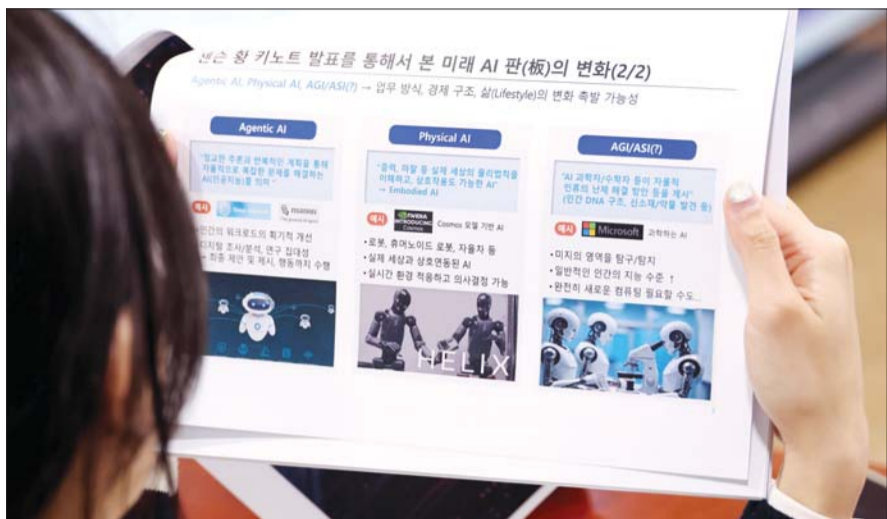 젠슨 황 키노트 발표를 통해서 본 미래 AI 판(板)의 변화(2/2)
Agentic AI, Physical AI, AGI/ASI(?) → 업무 방식, 경제 구조, 삶(Lifestyle)의 변화 촉발 가능성
Agentic AI
"정교한 추론과 반복적인 계획을 통해
자율적으로 복잡한 문제를 해결하는
AI(인공지능)를 의미"
예시
manus
•인간의 워크로드의 획기적 개선
디지털 조사/분석, 연구 집대성
→ 최종 제안 및 제시, 행동까지 수행
Physical AI
"중력, 마찰 등 실제 세상의 물리법칙을
이해하고, 상호작용도 가능한 AI"
→ Embodied AI
예시
NVIDIA
INTRODUCING
Cosmos
Cosmos 모델 기반 AI
•로봇, 휴머노이드 로봇, 자율차 등
•실제 세상과 상호연동된 AI
•실시간 환경 적응하고 의사결정 가능
HELIX
AGI/ASI(?)
"AI 과학자/수학자 등이 자율적
인류의 난제 해결 방안 등을 제시"
(인간 DNA 구조, 신소재/약물 발견 등)
예시
Microsoft
과학하는 AI
•미지의 영역을 탐구/탐지
•일반적인 인간의 지능 수준 ↑
•완전히 새로운 컴퓨팅 필요할 수도..